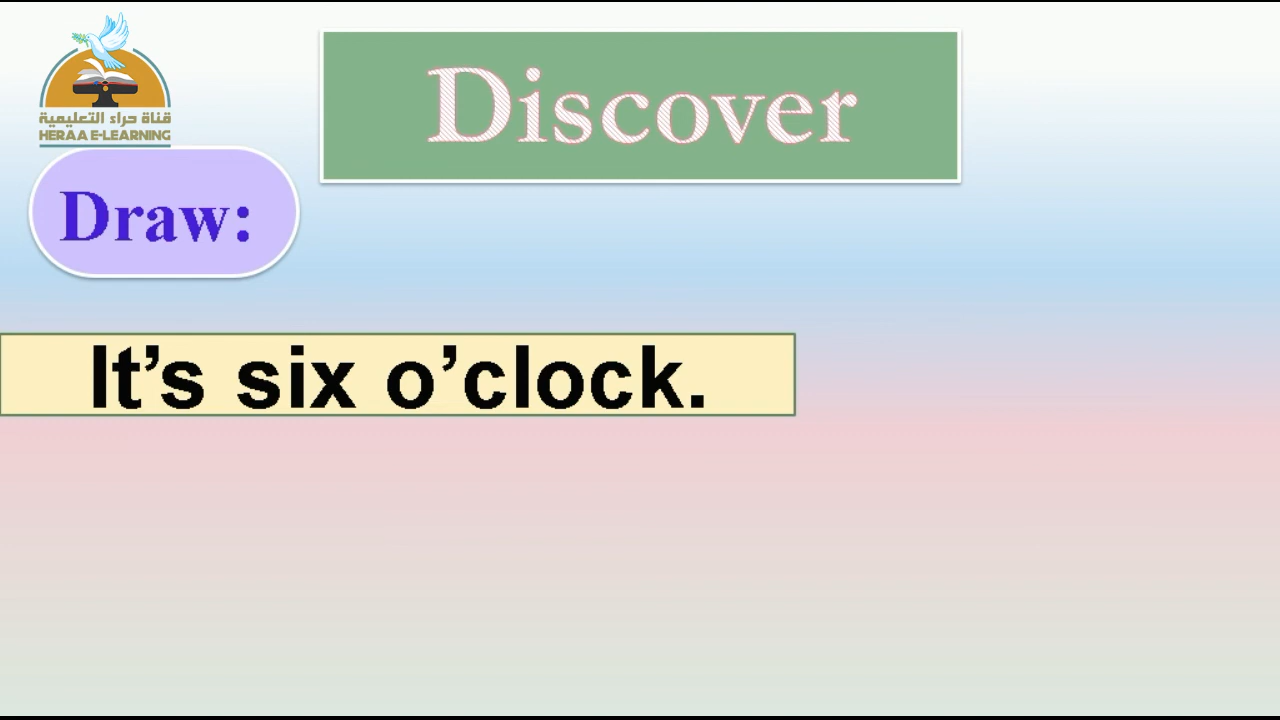 قناة حراء التعليمية
HERAA E-LEARNING
Discover
Draw:
It’s six o’clock.